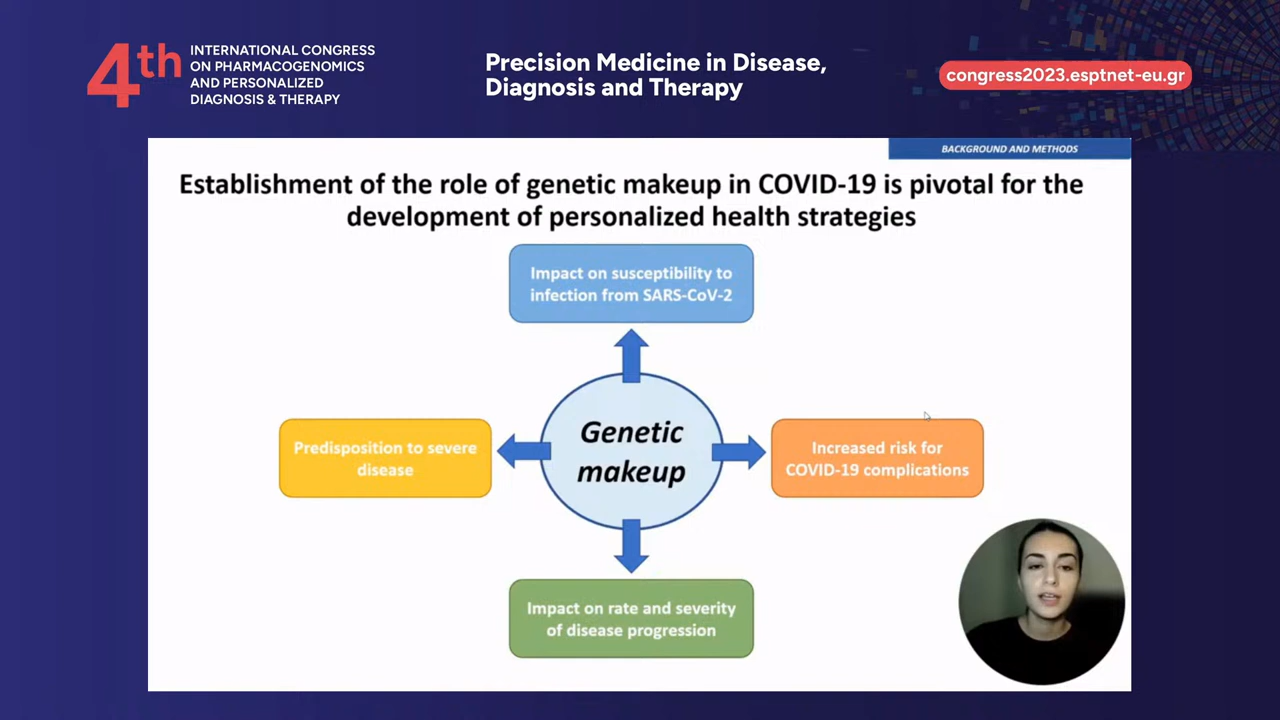 4th
INTERNATIONAL CONGRESS
ON PHARMACOGENOMICS
AND PERSONALIZED
DIAGNOSIS & THERAPY
Precision Medicine in Disease,
Diagnosis and Therapy
congress2023.esptnet-eu.gr
BACKGROUND AND METHODS
Establishment of the role of genetic makeup in COVID-19 is pivotal for the
development of personalized health strategies
Impact on susceptibility to
infection from SARS-CoV-2
Predisposition to severe
disease
Genetic
makeup
Increased risk for
COVID-19 complications
Impact on rate and severity
of disease progression